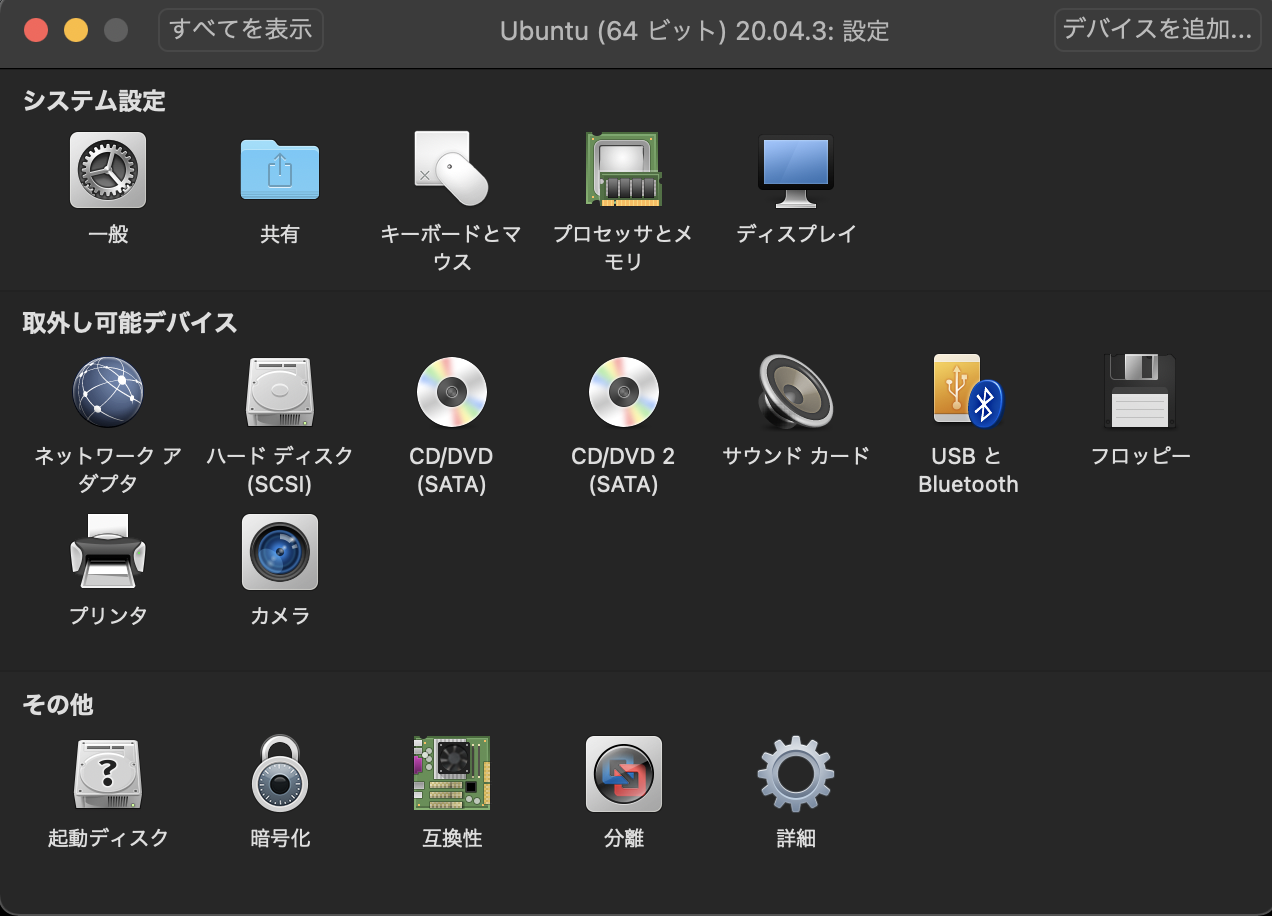 すべてを表示
Ubuntu (64 ビット) 20.04.3: 設定
デバイスを追加...
システム設定
一般
共有
キーボードとマ
ウス
プロセッサとメ
モリ
ディスプレイ
取外し可能デバイス
ネットワーク ア
ダプタ
ハード ディスク
(SCSI)
CD/DVD
(SATA)
CD/DVD 2
(SATA)
サウンド カード
USB と
Bluetooth
フロッピー
プリンタ
カメラ
その他
起動ディスク
暗号化
互換性
分離
詳細